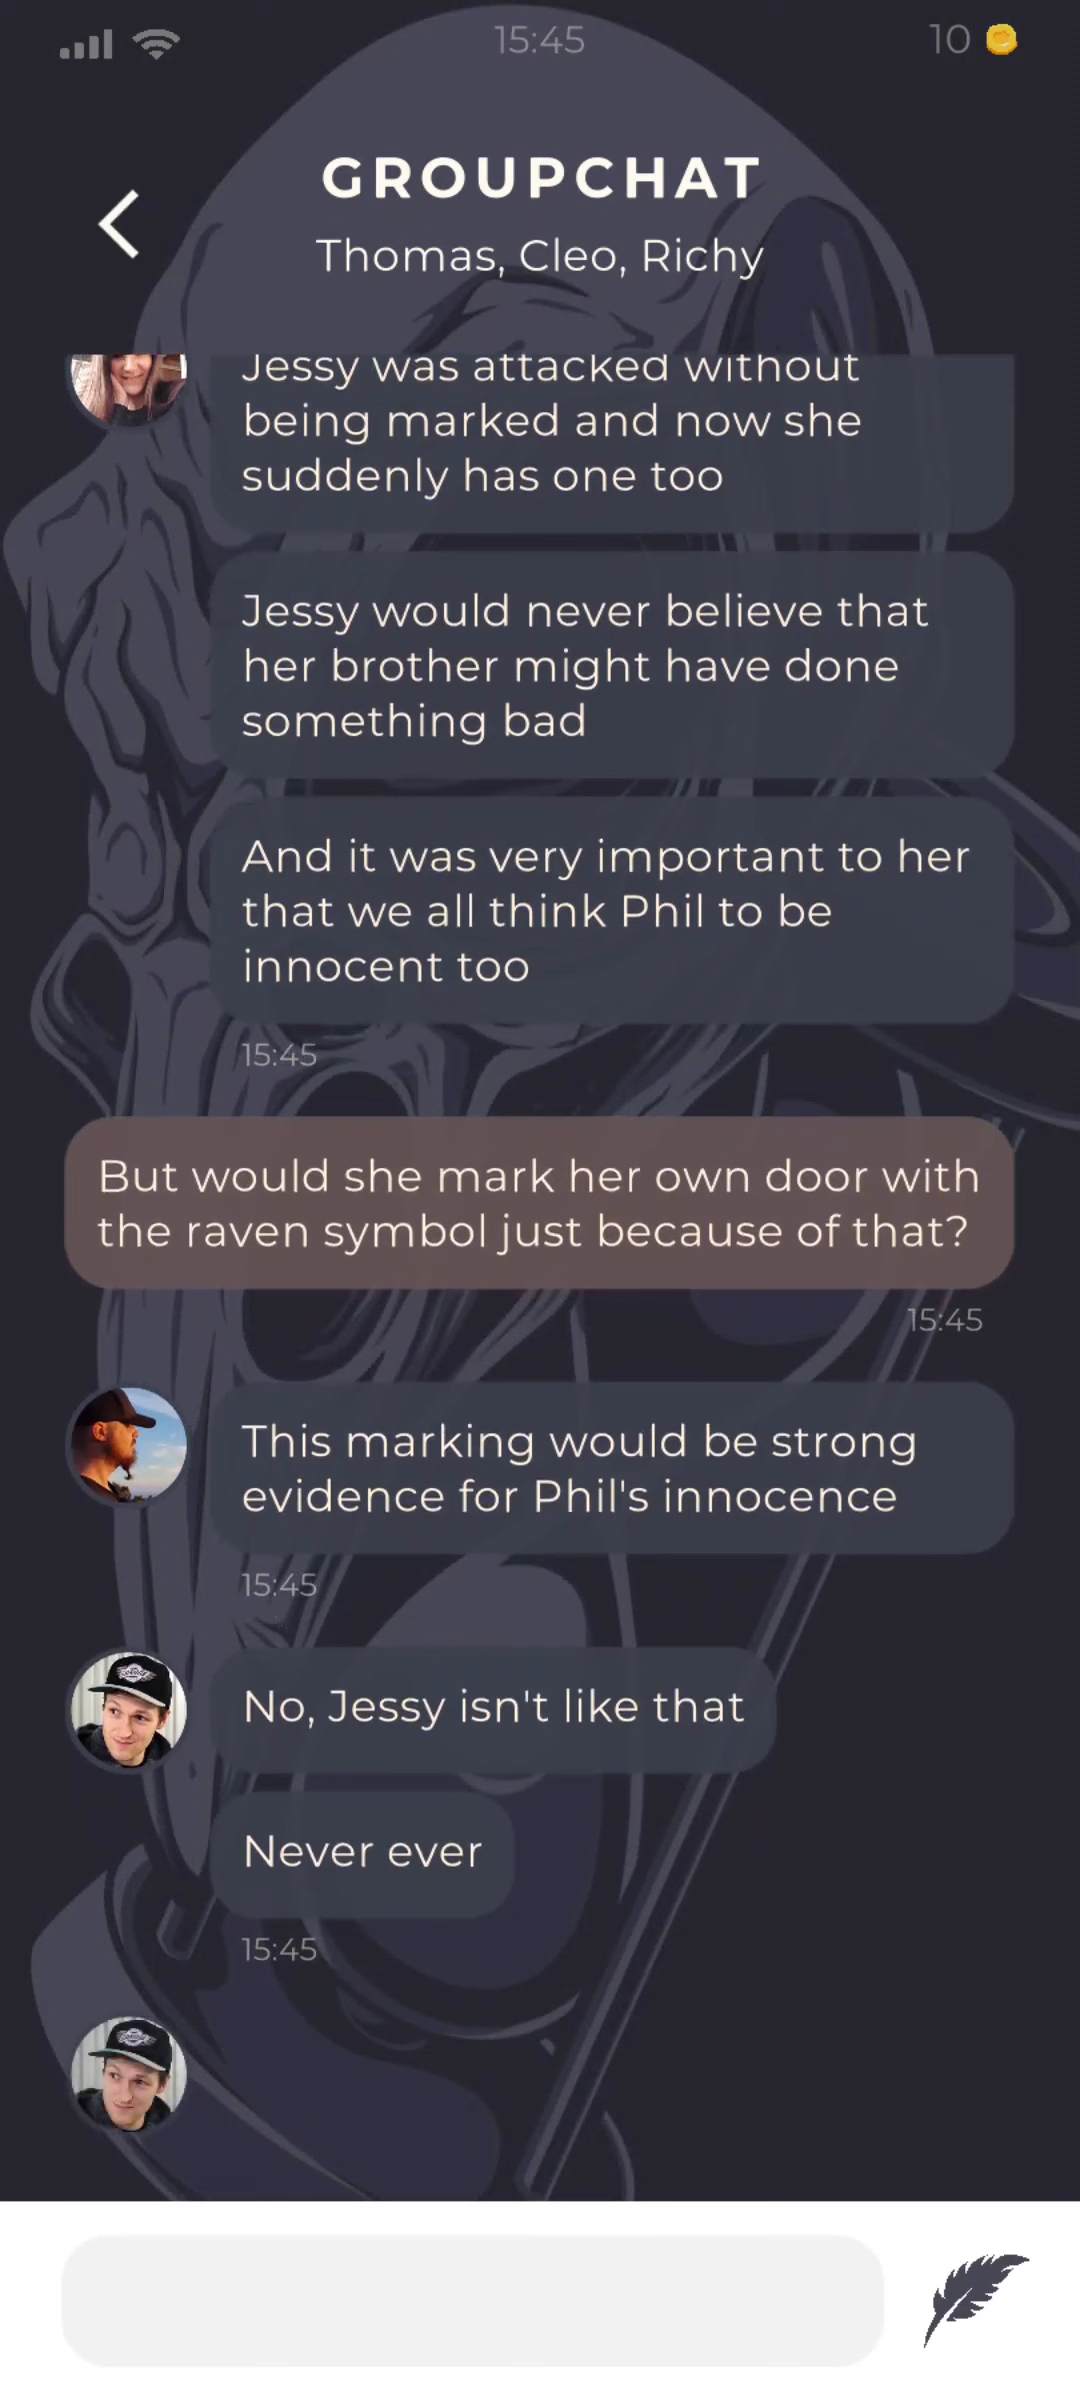 15:45
10
GROUPCHAT
Thomas, Cleo, Richy
Jessy was attacked without
being marked and now she
suddenly has one too
Jessy would never believe that
her brother might have done
something bad
And it was very important to her
that we all think Phil to be
innocent too
15:45
But would she mark her own door with
the raven symbol just because of that?
15:45
This marking would be strong
evidence for Phil's innocence
15:45
No, Jessy isn't like that
Never ever
15:45